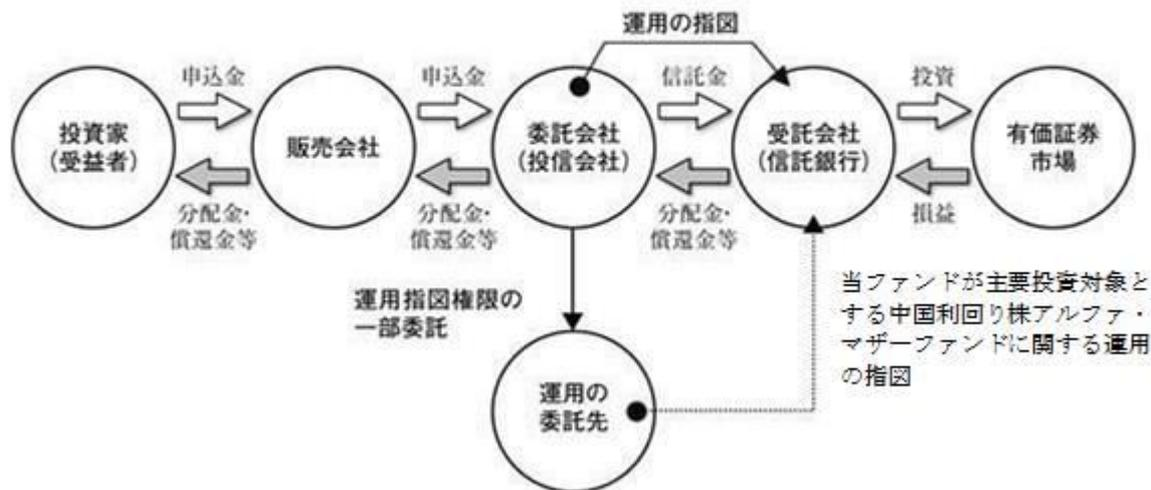 運用の指図
申込金
申込金
信託金
投資
投資家
(受益者)
販売会社
委託会社
(投信会社)
受託会社
(信託銀行)
有価証券
市場
分配金・
償還金等
分配金・
償還金等
分配金・
償還金等
損益
運用指図権限の
一部委託
当ファンドが主要投資対象と
する中国利回り株アルファ・
マザーファンドに関する運用
の指図
運用の
委託先